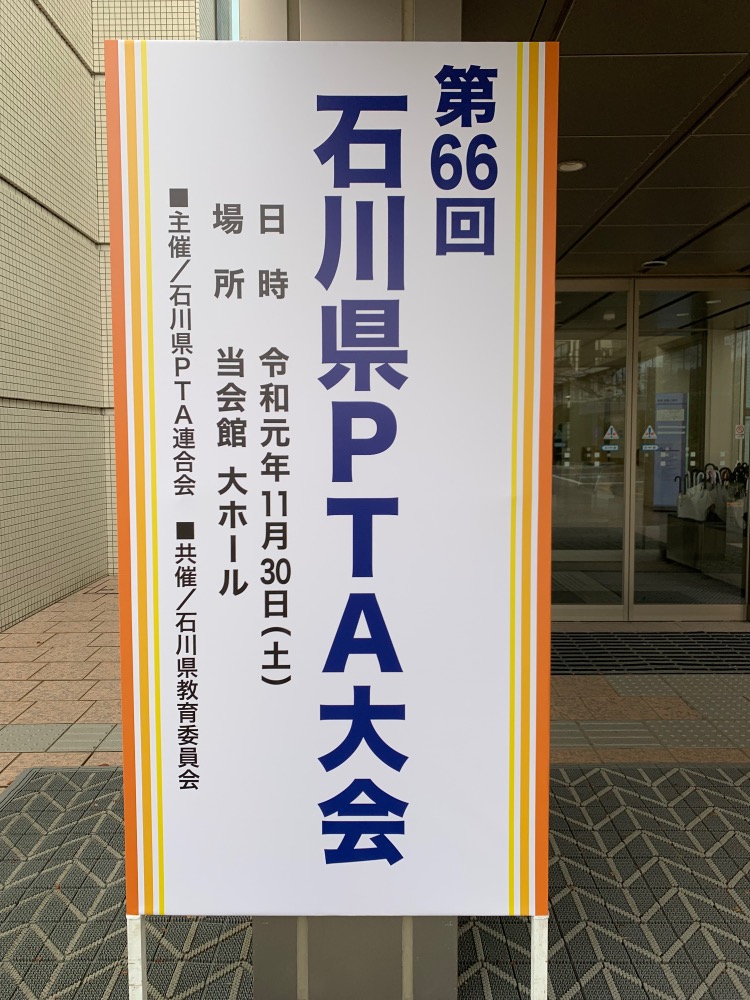 第66回
石川県PTA大会
日時 令和元年11月30日(土)
場所 当会館 大ホール
■主催/石川県PTA連合会 ■共催/石川県教育委員会